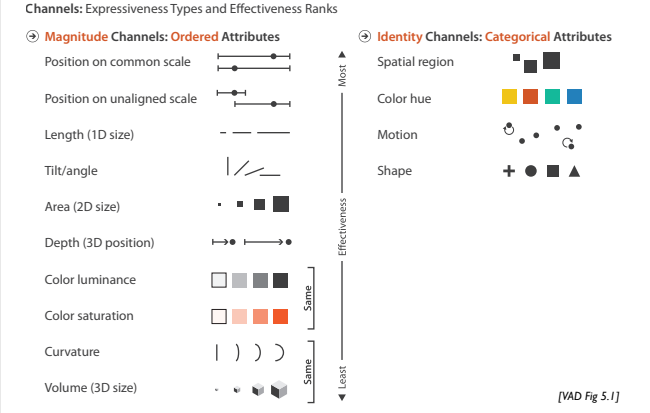 Channels: Expressiveness Types and Effectiveness Ranks
Magnitude Channels: Ordered Attributes
Position on common scale
Position on unaligned scale
Length (1D size)
Tilt/angle
Area (2D size)
Depth (3D position)
Color luminance
Color saturation
Curvature
Volume (3D size)
Same
Same
Most
Effectiveness
Least
Identity Channels: Categorical Attributes
Spatial region
Color hue
Motion
Shape
[VAD Fig 5.1]